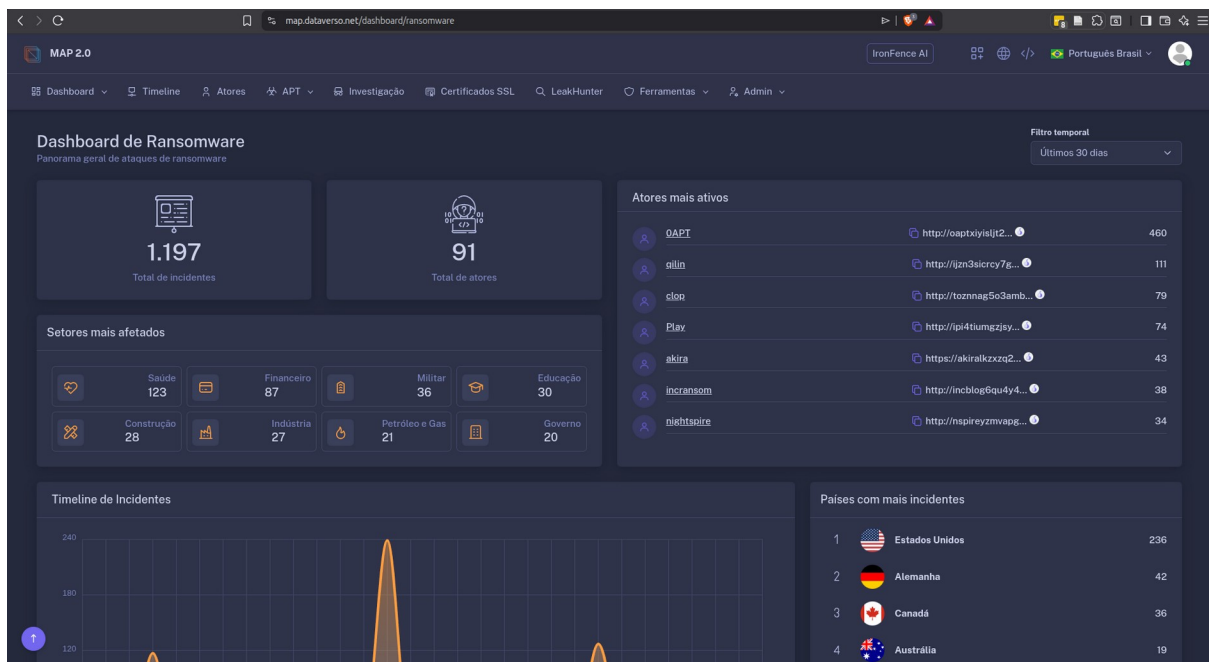 map.dataverso.net/dashboard/ransomware
MAP 2.0
IronFence AI
Português Brasil
Dashboard
Timeline
Atores
APT
Investigação
Certificados SSL
LeakHunter
Ferramentas
Admin
Dashboard de Ransomware
Panorama geral de ataques de ransomware
Filtro temporal
Últimos 30 dias
1.197
Total de incidentes
91
Total de atores
Setores mais afetados
Saúde
123
Financeiro
87
Militar
36
Educação
30
Construção
28
Indústria
27
Petróleo e Gas
21
Governo
20
Atores mais ativos
0APT http://oaptxiyisljt2... 460
qilin http://ijzn3sicrcy7g... 111
clop http://toznnag5o3amb... 79
Play http://ipi4tiumgzjsy... 74
akira https://akiralkzxzq2... 43
incransom http://incblog6qu4y4... 38
nightspire http://nspireyzmvapg... 34
Timeline de Incidentes
240
180
120
Países com mais incidentes
1 Estados Unidos 236
2 Alemanha 42
3 Canadá 36
4 Austrália 19